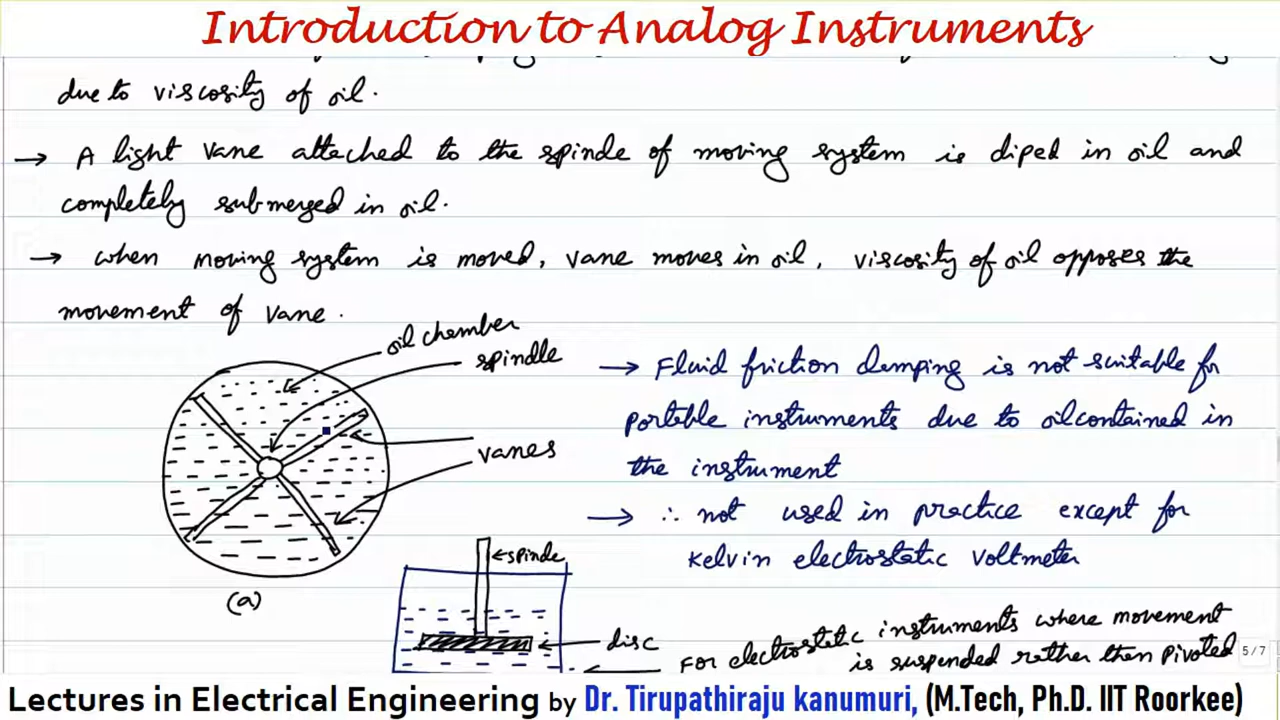 Introduction to Analog Instruments
due to viscosity of oil.
→ A light vane attached to the spinde of moving system is diped in oil and
completely submerged in oil.
→ when moving system is moved, vane moves in oil, viscosity of oil opposes the
movement of vane.
oil chamber
spindle
vanes
(a)
→ Fluid friction damping is not suitable for
portable instruments due to oil contained in
the instrument
→ ∴ not used in practice except for
kelvin electrostatic voltmeter
spinde
disc
For electrostatic instruments where movement
is suspended rather then pivoted
5/7
Lectures in Electrical Engineering by Dr. Tirupathiraju kanumuri, (M.Tech, Ph.D. IIT Roorkee)